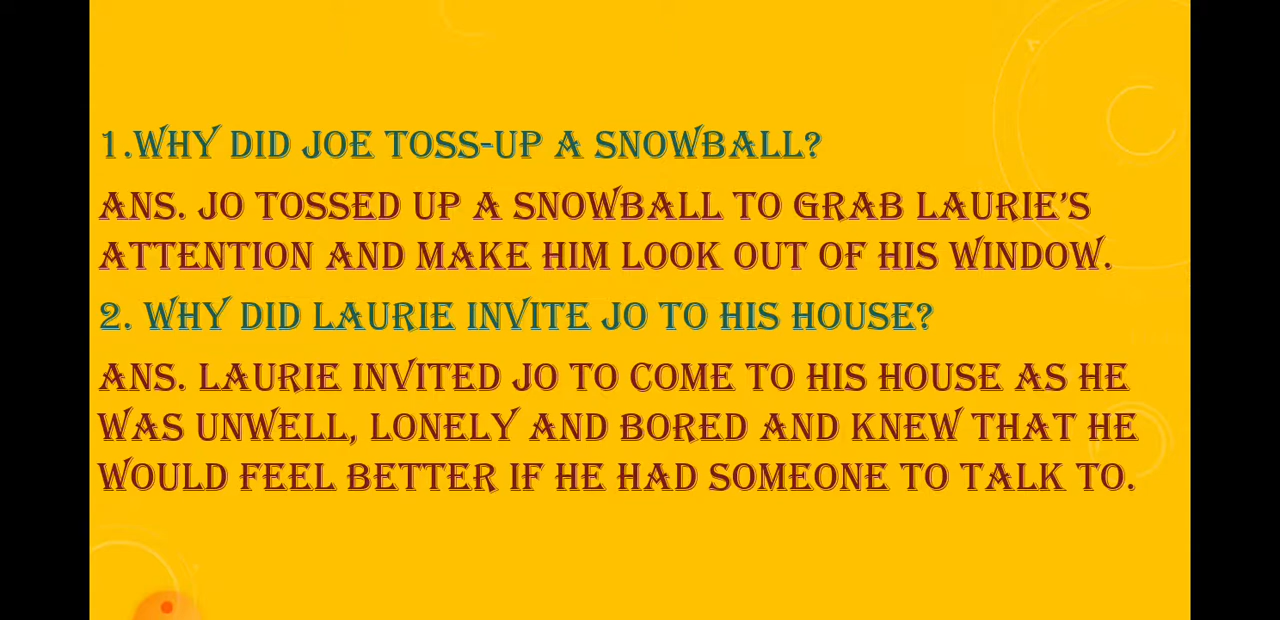 1.WHY DID JOE TOSS-UP A SNOWBALL?
ANS. JO TOSSED UP A SNOWBALL TO GRAB LAURIE'S
ATTENTION AND MAKE HIM LOOK OUT OF HIS WINDOW.
2. WHY DID LAURIE INVITE JO TO HIS HOUSE?
ANS. LAURIE INVITED JO TO COME TO HIS HOUSE AS HE
WAS UNWELL, LONELY AND BORED AND KNEW THAT HE
WOULD FEEL BETTER IF HE HAD SOMEONE TO TALK TO.